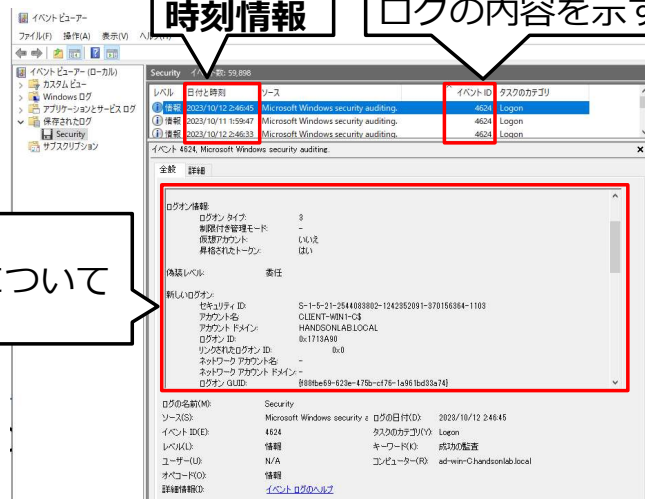 時刻情報
ログの内容を示す
イベント ビューアー
ファイル(F) 操作(A) 表示(V)
イベント ビューアー (ローカル)
カスタム ビュー
Windows ログ
アプリケーションとサービス ログ
保存されたログ
Security
サブスクリプション
Security イベント数: 59,898
レベル 日付と時刻 ソース イベント ID タスクのカテゴリ
情報 2023/10/12 2:46:45 Microsoft Windows security auditing. 4624 Logon
情報 2023/10/11 1:59:47 Microsoft Windows security auditing. 4624 Logon
情報 2023/10/12 2:46:33 Microsoft Windows security auditing. 4624 Logon
イベント 4624, Microsoft Windows security auditing.
全般 詳細
ログオン情報:
ログオン タイプ: 3
制限付き管理モード: -
仮想アカウント: いいえ
昇格されたトークン: はい
偽装レベル: 委任
新しいログオン:
セキュリティ ID: S-1-5-21-2544083802-1242352091-370156364-1103
アカウント名: CLIENT-WIN1-C$
アカウント ドメイン: HANDSONLAB.LOCAL
ログオン ID: 0x1713A90
リンクされたログオン ID: 0x0
ネットワーク アカウント名: -
ネットワーク アカウント ドメイン: -
ログオン GUID: {f88fbe69-623e-475b-cf76-1a961bd33a74}
について
ログの名前(M): Security
ソース(S): Microsoft Windows security a ログの日付(D): 2023/10/12 2:46:45
イベント ID(E): 4624 タスクのカテゴリ(Y): Logon
レベル(L): 情報 キーワード(K): 成功の監査
ユーザー(U): N/A コンピューター(R): ad-win-C.handsonlab.local
オペコード(O): 情報
詳細情報(I): イベント ログのヘルプ